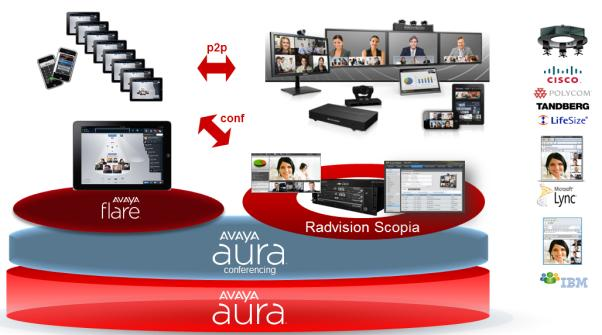 p2p
conf
AVAYA
flare
Radvision Scopia
AVAYA
aura
conferencing
AVAYA
aura
CISCO
POLYCOM
TANDBERG
LifeSize
Microsoft
Lync
IBM